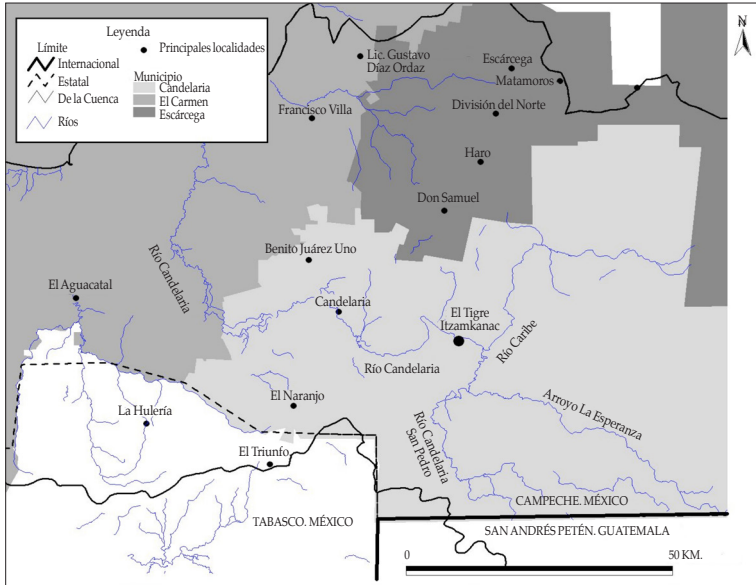 Leyenda
Límite
Internacional
Estatal
De la Cuenca
Ríos
Principales localidades
Municipio
Candelaria
El Carmen
Escárcega
N
Lic. Gustavo
Díaz Ordaz
Escárcega
Matamoros
Francisco Villa
División del Norte
Haro
Don Samuel
Río Candelaria
Benito Juárez Uno
El Aguacatal
Candelaria
El Tigre
Itzamkanac
Río Caribe
Río Candelaria
El Naranjo
La Hulería
Arroyo La Esperanza
Río Candelaria
San Pedro
El Triunfo
CAMPECHE. MÉXICO
TABASCO. MÉXICO
SAN ANDRÉS PETÉN. GUATEMALA
0 50 KM.